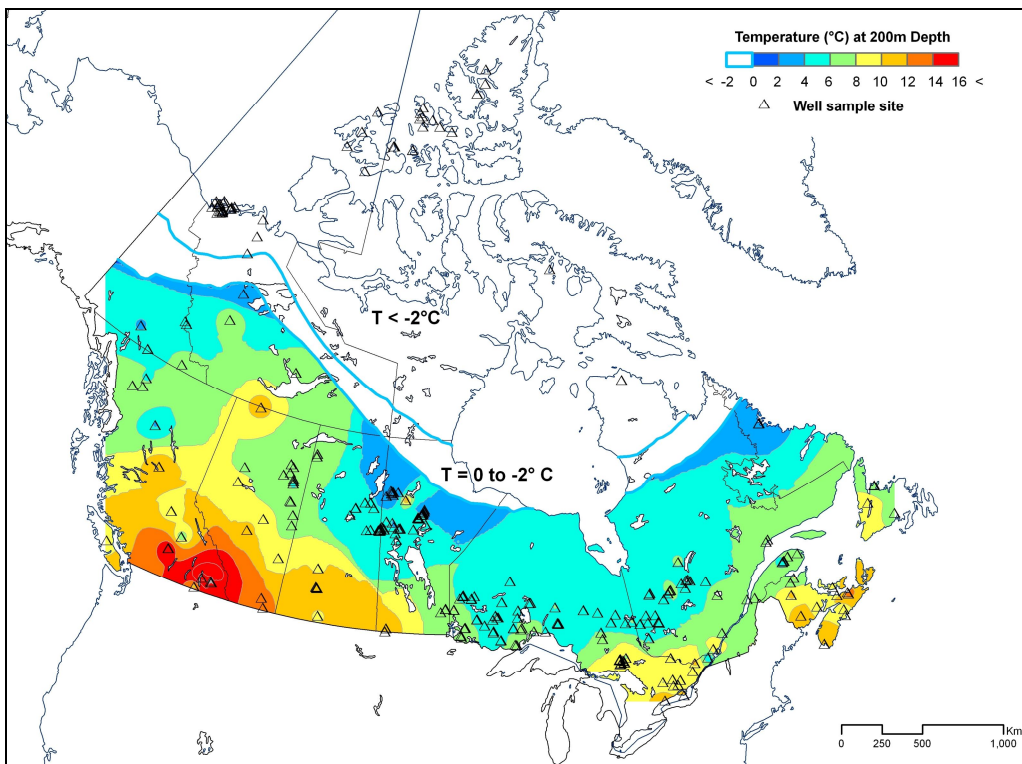 Temperature (°C) at 200m Depth
< -2 0 2 4 6 8 10 12 14 16 <
Well sample site
T < -2°C
T = 0 to -2° C
Km
0 250 500 1,000